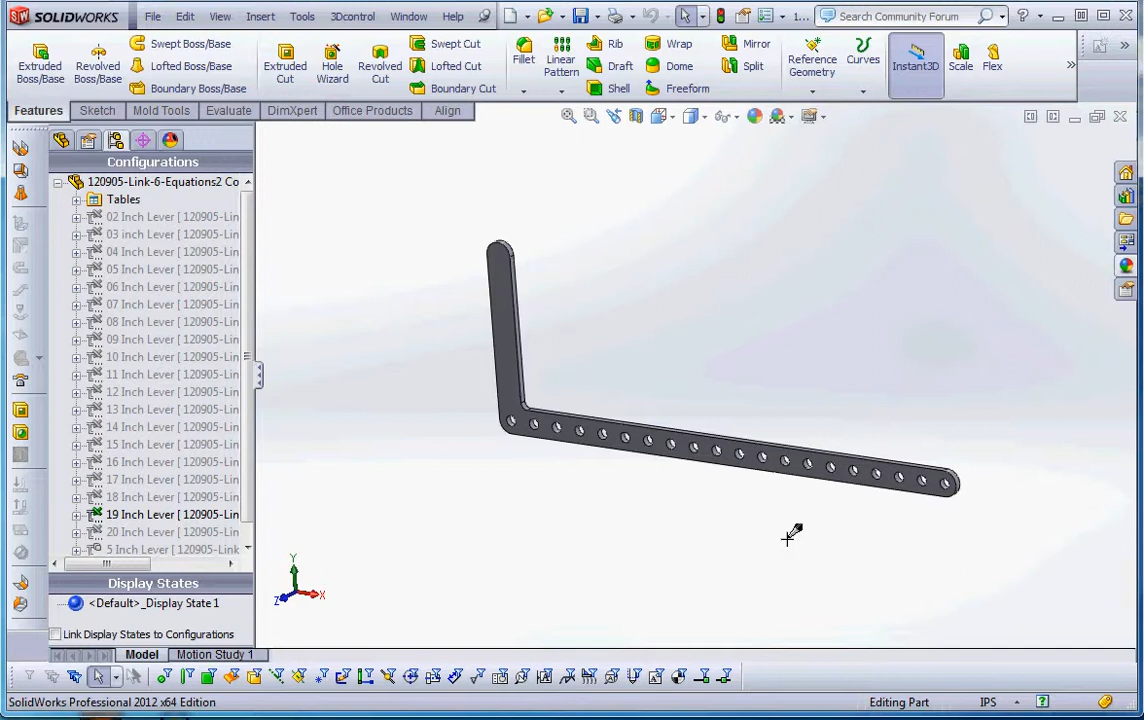 SOLIDWORKS File Edit View Insert Tools 3Dcontrol Window Help 1... Search Community Forum
Extruded Boss/Base
Revolved Boss/Base
Swept Boss/Base
Lofted Boss/Base
Boundary Boss/Base
Extruded Cut
Hole Wizard
Revolved Cut
Swept Cut
Lofted Cut
Boundary Cut
Fillet
Linear Pattern
Rib
Draft
Shell
Wrap
Dome
Freeform
Mirror
Split
Reference Geometry
Curves
Instant3D
Scale
Flex
Features Sketch Mold Tools Evaluate DimXpert Office Products Align
Configurations
120905-Link-6-Equations2 Co
Tables
02 Inch Lever [ 120905-Lin
03 inch Lever [ 120905-Lin
04 Inch Lever [ 120905-Lin
05 Inch Lever [ 120905-Lin
06 Inch Lever [ 120905-Lin
07 Inch Lever [ 120905-Lin
08 Inch Lever [ 120905-Lin
09 Inch Lever [ 120905-Lin
10 Inch Lever [ 120905-Lin
11 Inch Lever [ 120905-Lin
12 Inch Lever [ 120905-Lin
13 Inch Lever [ 120905-Lin
14 Inch Lever [ 120905-Lin
15 Inch Lever [ 120905-Lin
16 Inch Lever [ 120905-Lin
17 Inch Lever [ 120905-Lin
18 Inch Lever [ 120905-Lin
19 Inch Lever [ 120905-Lin
20 Inch Lever [ 120905-Lin
5 Inch Lever [ 120905-Link
Y
Z
X
Display States
<Default>_Display State 1
Link Display States to Configurations
Model Motion Study 1
SolidWorks Professional 2012 x64 Edition Editing Part IPS